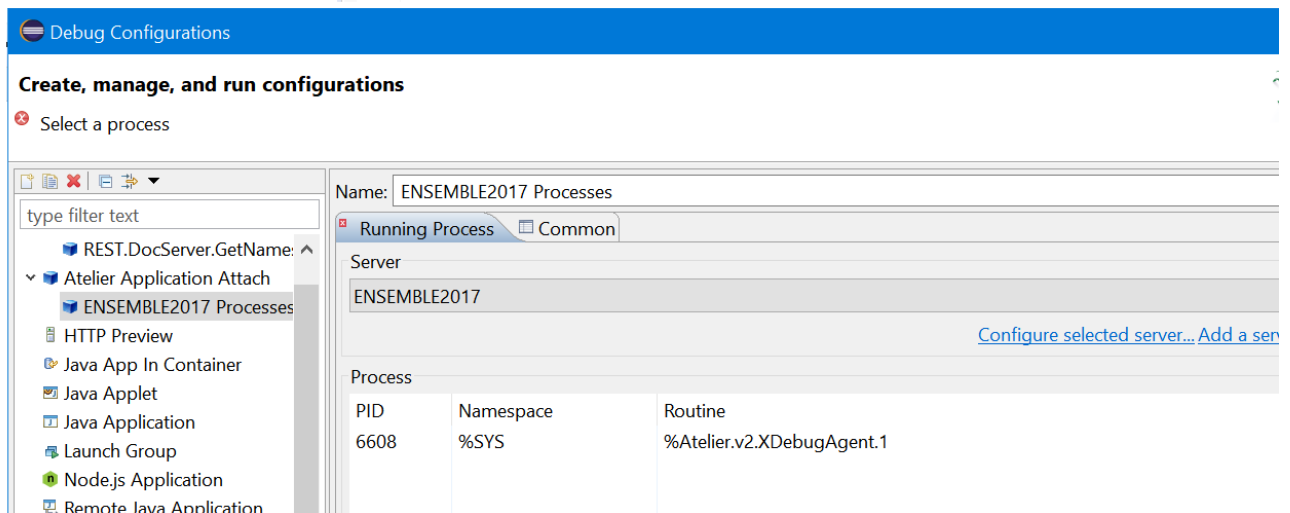 Debug Configurations
Create, manage, and run configurations
Select a process
type filter text
REST.DocServer.GetName
Atelier Application Attach
ENSEMBLE2017 Processes
HTTP Preview
Java App In Container
Java Applet
Java Application
Launch Group
Node.js Application
Remote Java Application
Name: ENSEMBLE2017 Processes
Running Process Common
Server
ENSEMBLE2017
Configure selected server... Add a ser
Process
PID Namespace Routine
6608 %SYS %Atelier.v2.XDebugAgent.1